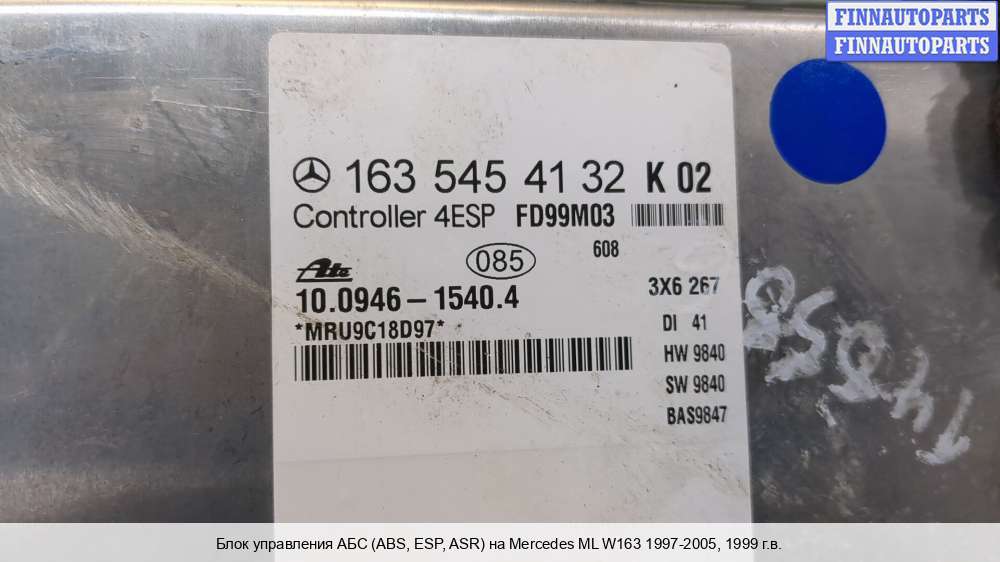 FINNAUTOPARTS
FINNAUTOPARTS
163 545 41 32 K 02
Controller 4ESP FD99M03
085 608
Ate
10.0946-1540.4 3X6 267
*MRU9C18D97* DI 41
HW 9840
SW 9840
BAS9847
Блок управления АБС (ABS, ESP, ASR) на Mercedes ML W163 1997-2005, 1999 г.в.